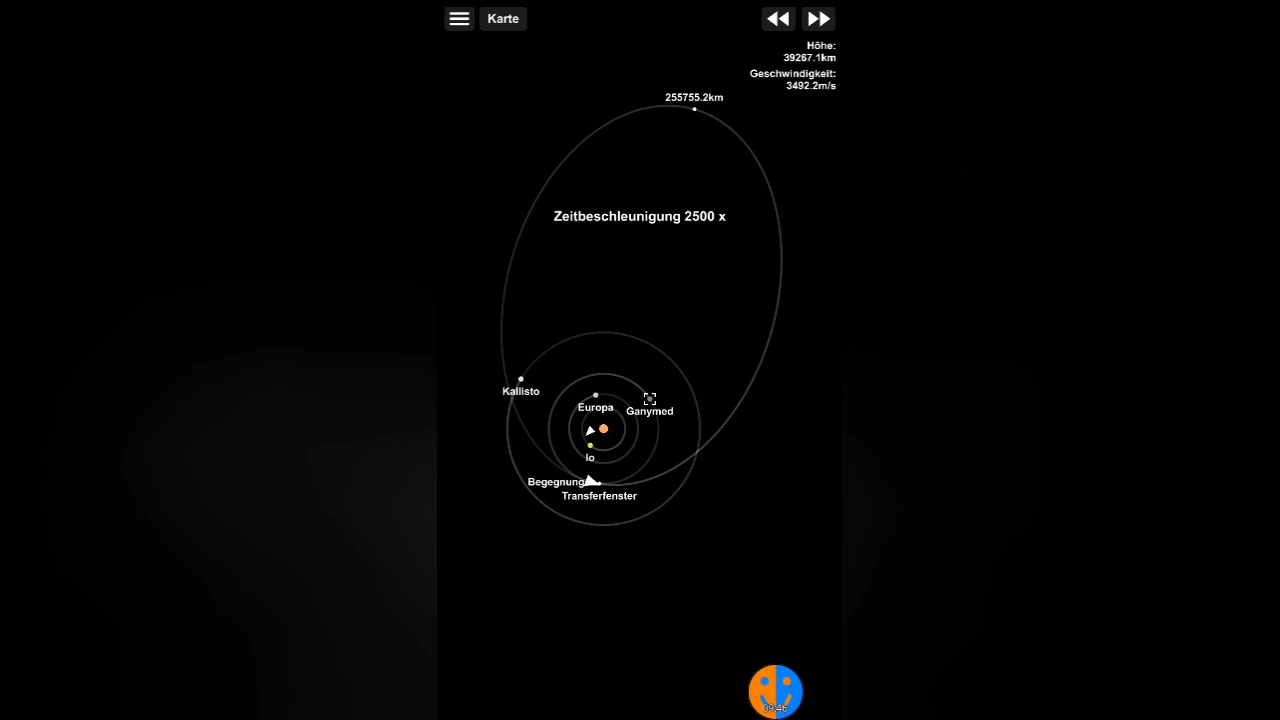 Karte
Höhe:
39267.1km
Geschwindigkeit:
3492.2m/s
255755.2km
Zeitbeschleunigung 2500 x
Kallisto
Europa
Ganymed
Io
Begegnung
Transferfenster
09:46